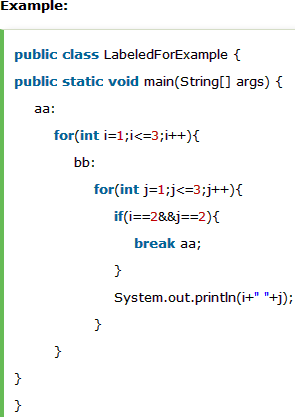 Example:
public class LabeledForExample {
public static void main(String[] args) {
aa:
for(int i=1;i<=3;i++){
bb:
for(int j=1;j<=3;j++){
if(i==2&&j==2){
break aa;
}
System.out.println(i+" "+j);
}
}
}
}